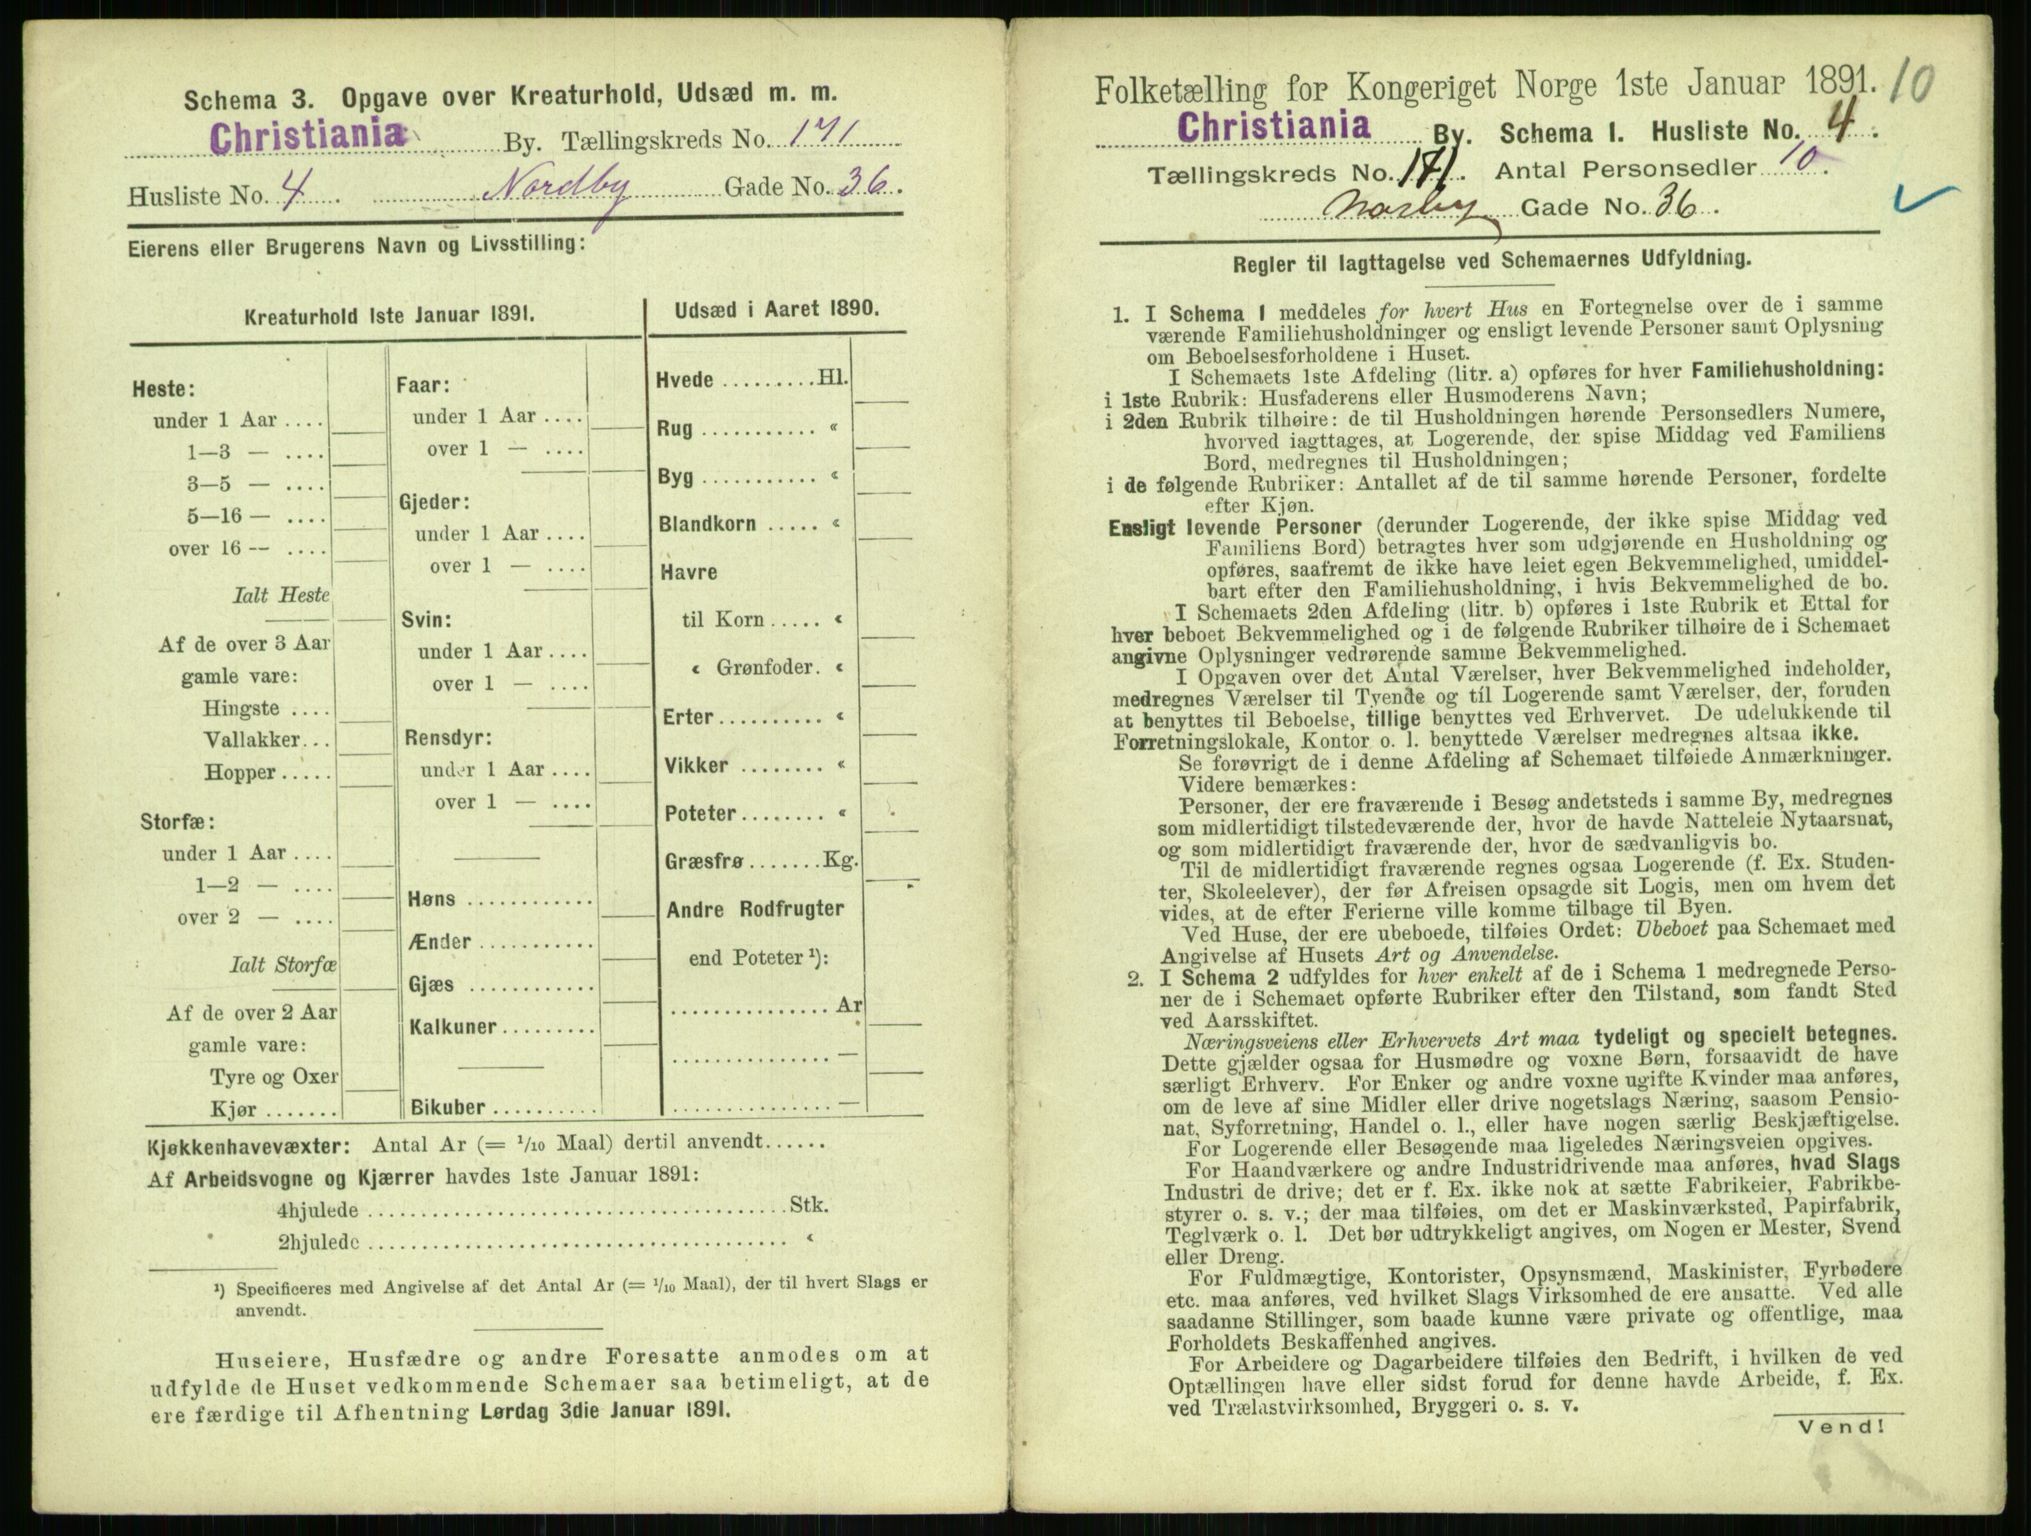 Schema 3. Opgave over Kreaturhold, Udsæd m. m.
Christiania By. Tællingskreds No. 171
Husliste No. 4. Nordby Gade No. 36.
Eierens eller Brugerens Navn og Livsstilling:
Kreaturhold 1ste Januar 1891.
Heste:
under 1 Aar ....
1—3 — ....
3—5 — ....
5—16 — ....
over 16 — ....
Ialt Heste
Af de over 3 Aar
gamle vare:
Hingste ....
Vallakker...
Hopper.....
Storfæ:
under 1 Aar ....
1—2 — ....
over 2 — ....
Ialt Storfæ
Af de over 2 Aar
gamle vare:
Tyre og Oxer
Kjør.......
Faar:
under 1 Aar ....
over 1 — ....
Gjeder:
under 1 Aar ....
over 1 — ....
Svin:
under 1 Aar ....
over 1 — ....
Rensdyr:
under 1 Aar ....
over 1 — ....
Høns ............
Ænder...........
Gjæs ............
Kalkuner.........
Bikuber..........
Udsæd i Aaret 1890.
Hvede .........Hl.
Rug ........... «
Byg ........... «
Blandkorn ..... «
Havre
til Korn..... «
« Grønfoder. «
Erter.......... «
Vikker ........ «
Poteter........ «
Græsfrø.......Kg.
Andre Rodfrugter
end Poteter ¹):
............... Ar
............... —
............... —
Kjøkkenhavevæxter: Antal Ar (= 1/10 Maal) dertil anvendt......
Af Arbeidsvogne og Kjærrer havdes 1ste Januar 1891:
4hjulede ........................................Stk.
2hjulede ........................................ «
¹) Specificeres med Angivelse af det Antal Ar (= 1/10 Maal), der til hvert Slags er
anvendt.
Huseiere, Husfædre og andre Foresatte anmodes om at
udfylde de Huset vedkommende Schemaer saa betimeligt, at de
ere færdige til Afhentning Lørdag 3die Januar 1891.
Folketælling for Kongeriget Norge 1ste Januar 1891. 10
Christiania By. Schema 1. Husliste No. 4.
Tællingskreds No. 171. Antal Personsedler 10.
Norby Gade No. 36.
Regler til Iagttagelse ved Schemaernes Udfyldning.
1. I Schema 1 meddeles for hvert Hus en Fortegnelse over de i samme
værende Familiehusholdninger og ensligt levende Personer samt Oplysning
om Beboelsesforholdene i Huset.
I Schemaets 1ste Afdeling (litr. a) opføres for hver Familiehusholdning:
i 1ste Rubrik: Husfaderens eller Husmoderens Navn;
i 2den Rubrik tilhøire: de til Husholdningen hørende Personsedlers Numere,
hvorved iagttages, at Logerende, der spise Middag ved Familiens
Bord, medregnes til Husholdningen;
i de følgende Rubriker: Antallet af de til samme hørende Personer, fordelte
efter Kjøn.
Ensligt levende Personer (derunder Logerende, der ikke spise Middag ved
Familiens Bord) betragtes hver som udgjørende en Husholdning og
opføres, saafremt de ikke have leiet egen Bekvemmelighed, umiddel-
bart efter den Familiehusholdning, i hvis Bekvemmelighed de bo.
I Schemaets 2den Afdeling (litr. b) opføres i 1ste Rubrik et Ettal for
hver beboet Bekvemmelighed og i de følgende Rubriker tilhøire de i Schemaet
angivne Oplysninger vedrørende samme Bekvemmelighed.
I Opgaven over det Antal Værelser, hver Bekvemmelighed indeholder,
medregnes Værelser til Tyende og til Logerende samt Værelser, der, foruden
at benyttes til Beboelse, tillige benyttes ved Erhvervet. De udelukkende til
Forretningslokale, Kontor o. l. benyttede Værelser medregnes altsaa ikke.
Se forøvrigt de i denne Afdeling af Schemaet tilføiede Anmærkninger.
Videre bemærkes:
Personer, der ere fraværende i Besøg andetsteds i samme By, medregnes
som midlertidigt tilstedeværende der, hvor de havde Natteleie Nytaarsnat,
og som midlertidigt fraværende der, hvor de sædvanligvis bo.
Til de midlertidigt fraværende regnes ogsaa Logerende (f. Ex. Studen-
ter, Skoleelever), der før Afreisen opsagde sit Logis, men om hvem det
vides, at de efter Ferierne ville komme tilbage til Byen.
Ved Huse, der ere ubeboede, tilføies Ordet: Ubeboet paa Schemaet med
Angivelse af Husets Art og Anvendelse.
2. I Schema 2 udfyldes for hver enkelt af de i Schema 1 medregnede Perso-
ner de i Schemaet opførte Rubriker efter den Tilstand, som fandt Sted
ved Aarsskiftet.
Næringsveiens eller Erhvervets Art maa tydeligt og specielt betegnes.
Dette gjælder ogsaa for Husmødre og voxne Børn, forsaavidt de have
særligt Erhverv. For Enker og andre voxne ugifte Kvinder maa anføres,
om de leve af sine Midler eller drive nogetslags Næring, saasom Pensio-
nat, Syforretning, Handel o. l., eller have nogen særlig Beskjæftigelse.
For Logerende eller Besøgende maa ligeledes Næringsveien opgives.
For Haandværkere og andre Industridrivende maa anføres, hvad Slags
Industri de drive; det er f. Ex. ikke nok at sætte Fabrikeier, Fabrikbe-
styrer o. s. v.; der maa tilføies, om det er Maskinværksted, Papirfabrik,
Teglværk o. l. Det bør udtrykkeligt angives, om Nogen er Mester, Svend
eller Dreng.
For Fuldmægtige, Kontorister, Opsynsmænd, Maskinister, Fyrbødere
etc. maa anføres, ved hvilket Slags Virksomhed de ere ansatte. Ved alle
saadanne Stillinger, som baade kunne være private og offentlige, maa
Forholdets Beskaffenhed angives.
For Arbeidere og Dagarbeidere tilføies den Bedrift, i hvilken de ved
Optællingen have eller sidst forud for denne havde Arbeide, f. Ex.
ved Trælastvirksomhed, Bryggeri o. s. v.
Vend!